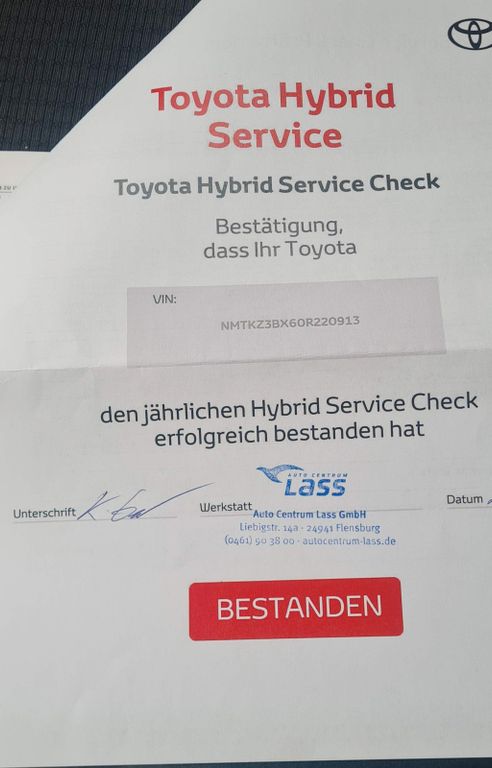 Toyota Hybrid
Service
Toyota Hybrid Service Check
Bestätigung,
dass Ihr Toyota
VIN:
NMTKZ3BX60R220913
den jährlichen Hybrid Service Check
erfolgreich bestanden hat
AUTO CENTRUM
LASS
Unterschrift
Werkstatt
Datum
Auto Centrum Lass GmbH
Liebigstr. 14a - 24941 Flensburg
(0461) 90 38 00 - autocentrum-lass.de
BESTANDEN